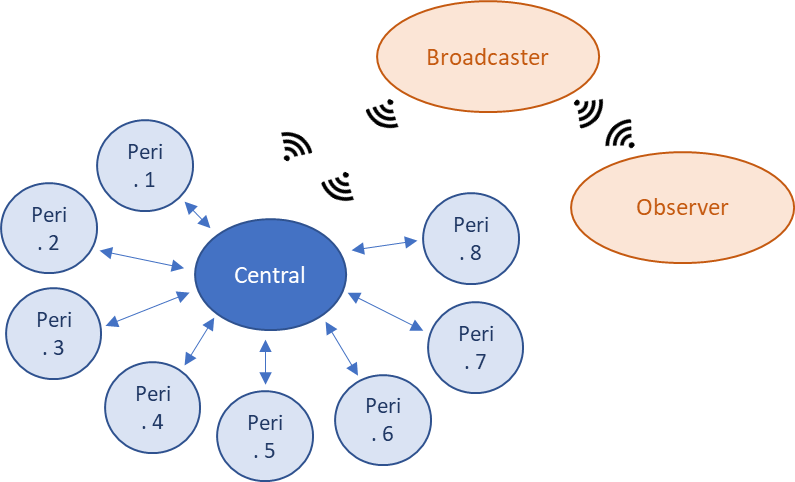 Broadcaster
Peri
. 1
Peri
. 2
Observer
Peri
. 8
Central
Peri
. 3
Peri
. 7
Peri
. 4
Peri
. 5
Peri
. 6